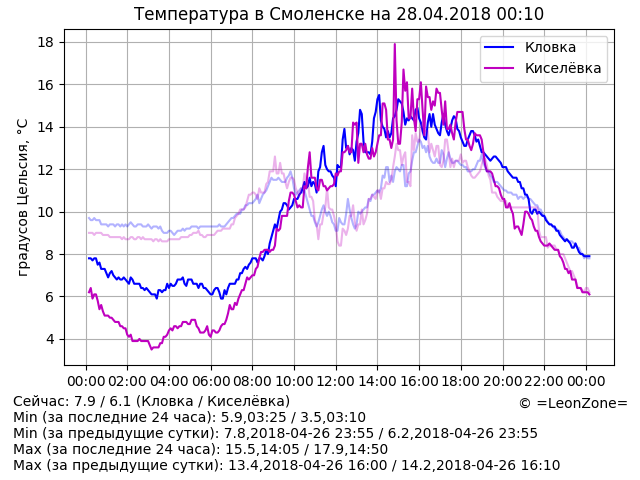 Температура в Смоленске на 28.04.2018 00:10
Кловка
Киселёвка
градусов Цельсия, °C
18
16
14
12
10
8
6
4
00:00 02:00 04:00 06:00 08:00 10:00 12:00 14:00 16:00 18:00 20:00 22:00 00:00
Сейчас: 7.9 / 6.1 (Кловка / Киселёвка)
© =LeonZone=
Min (за последние 24 часа): 5.9,03:25 / 3.5,03:10
Min (за предыдущие сутки): 7.8,2018-04-26 23:55 / 6.2,2018-04-26 23:55
Max (за последние 24 часа): 15.5,14:05 / 17.9,14:50
Max (за предыдущие сутки): 13.4,2018-04-26 16:00 / 14.2,2018-04-26 16:10